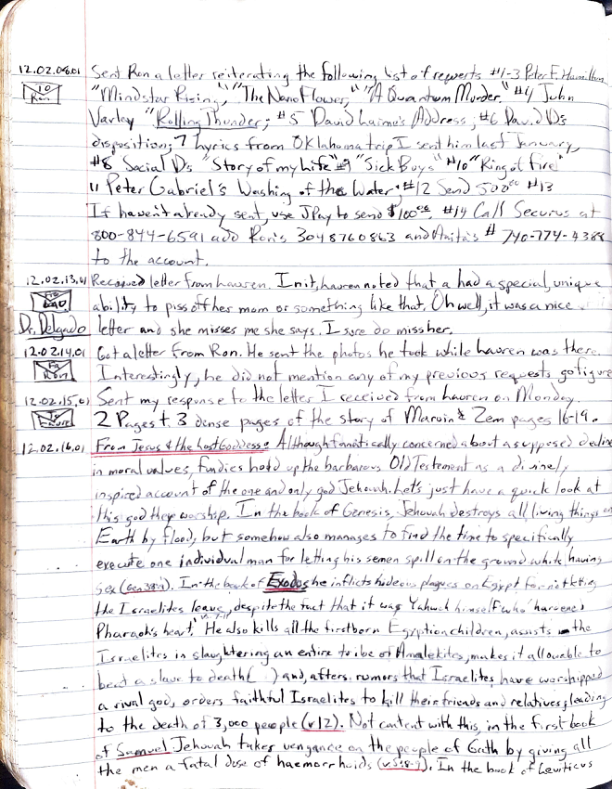 12.02.06.01 Sent Ron a letter reiterating the following list of requests #1-3 Peter F. Hamilton
10 Ron "Mindstar Rising," "The Nano Flower," "A Quantum Murder," #4 John
Varley "Rolling Thunder; #5 David Address; #6 David D's
disposition; 7 lyrics from Oklahoma trip I sent him last January,
#8 Social D's "Story of my Life" #9 "Sick Boys" #10 "Ring of Fire"
11 Peter Gabriel's Washing of the Water; #12 Send #13
If haven't already sent, use JPay to send $100.00 #14 Call Securus at
800-844-6591 add Ron's 3048760863 and Anita's # 740-774-4388
to the account.
12.02.13.01 Received letter from Lauren. In it, Lauren noted that a had a special, unique
ability to piss off her mom or something like that. Oh well, it was a nice
Dr. Delgado letter and she misses me she says. I sure do miss her.
12.02.14.01 Got a letter from Ron. He sent the photos he took while Lauren was there.
Ron Interestingly, he did not mention any of my previous requests go figure
12.02.15.01 Sent my response to the letter I received from Lauren on Monday.
2 Pages + 3 dense pages of the story of Marvin & Zem pages 16-19.
12.02.16.01 From Jesus & the Lost Goddess: Although fanatically concerned about a supposed decline
in moral values, fundies hold up the barbarous Old Testament as a divinely
inspired account of the one and only god Jehovah. Let's just have a quick look at
this god they worship. In the book of Genesis, Jehovah destroys all living things on
Earth by flood, but somehow also manages to find the time to specifically
execute one individual man for letting his semen spill on the ground while having
sex In the book of Exodos he inflicts hideous plagues on Egypt for not letting
the Israelites leave, despite the fact that it was Yahweh himself who 'hardened
Pharaoh's heart.' He also kills all the firstborn Egyptian children, assists the
Israelites in slaughtering an entire tribe of Amalekites, makes it allowable to
beat a slave to death ( ) and, after rumors that Israelites have worshipped
a rival god, orders faithful Israelites to kill their friends and relatives, leading
to the death of 3,000 people (v12). Not content with this, in the first book
of Samuel Jehovah takes vengance on the people of Gath by giving all
the men a fatal dose of haemorrhoids (v5:8-9). In the book of Leviticus